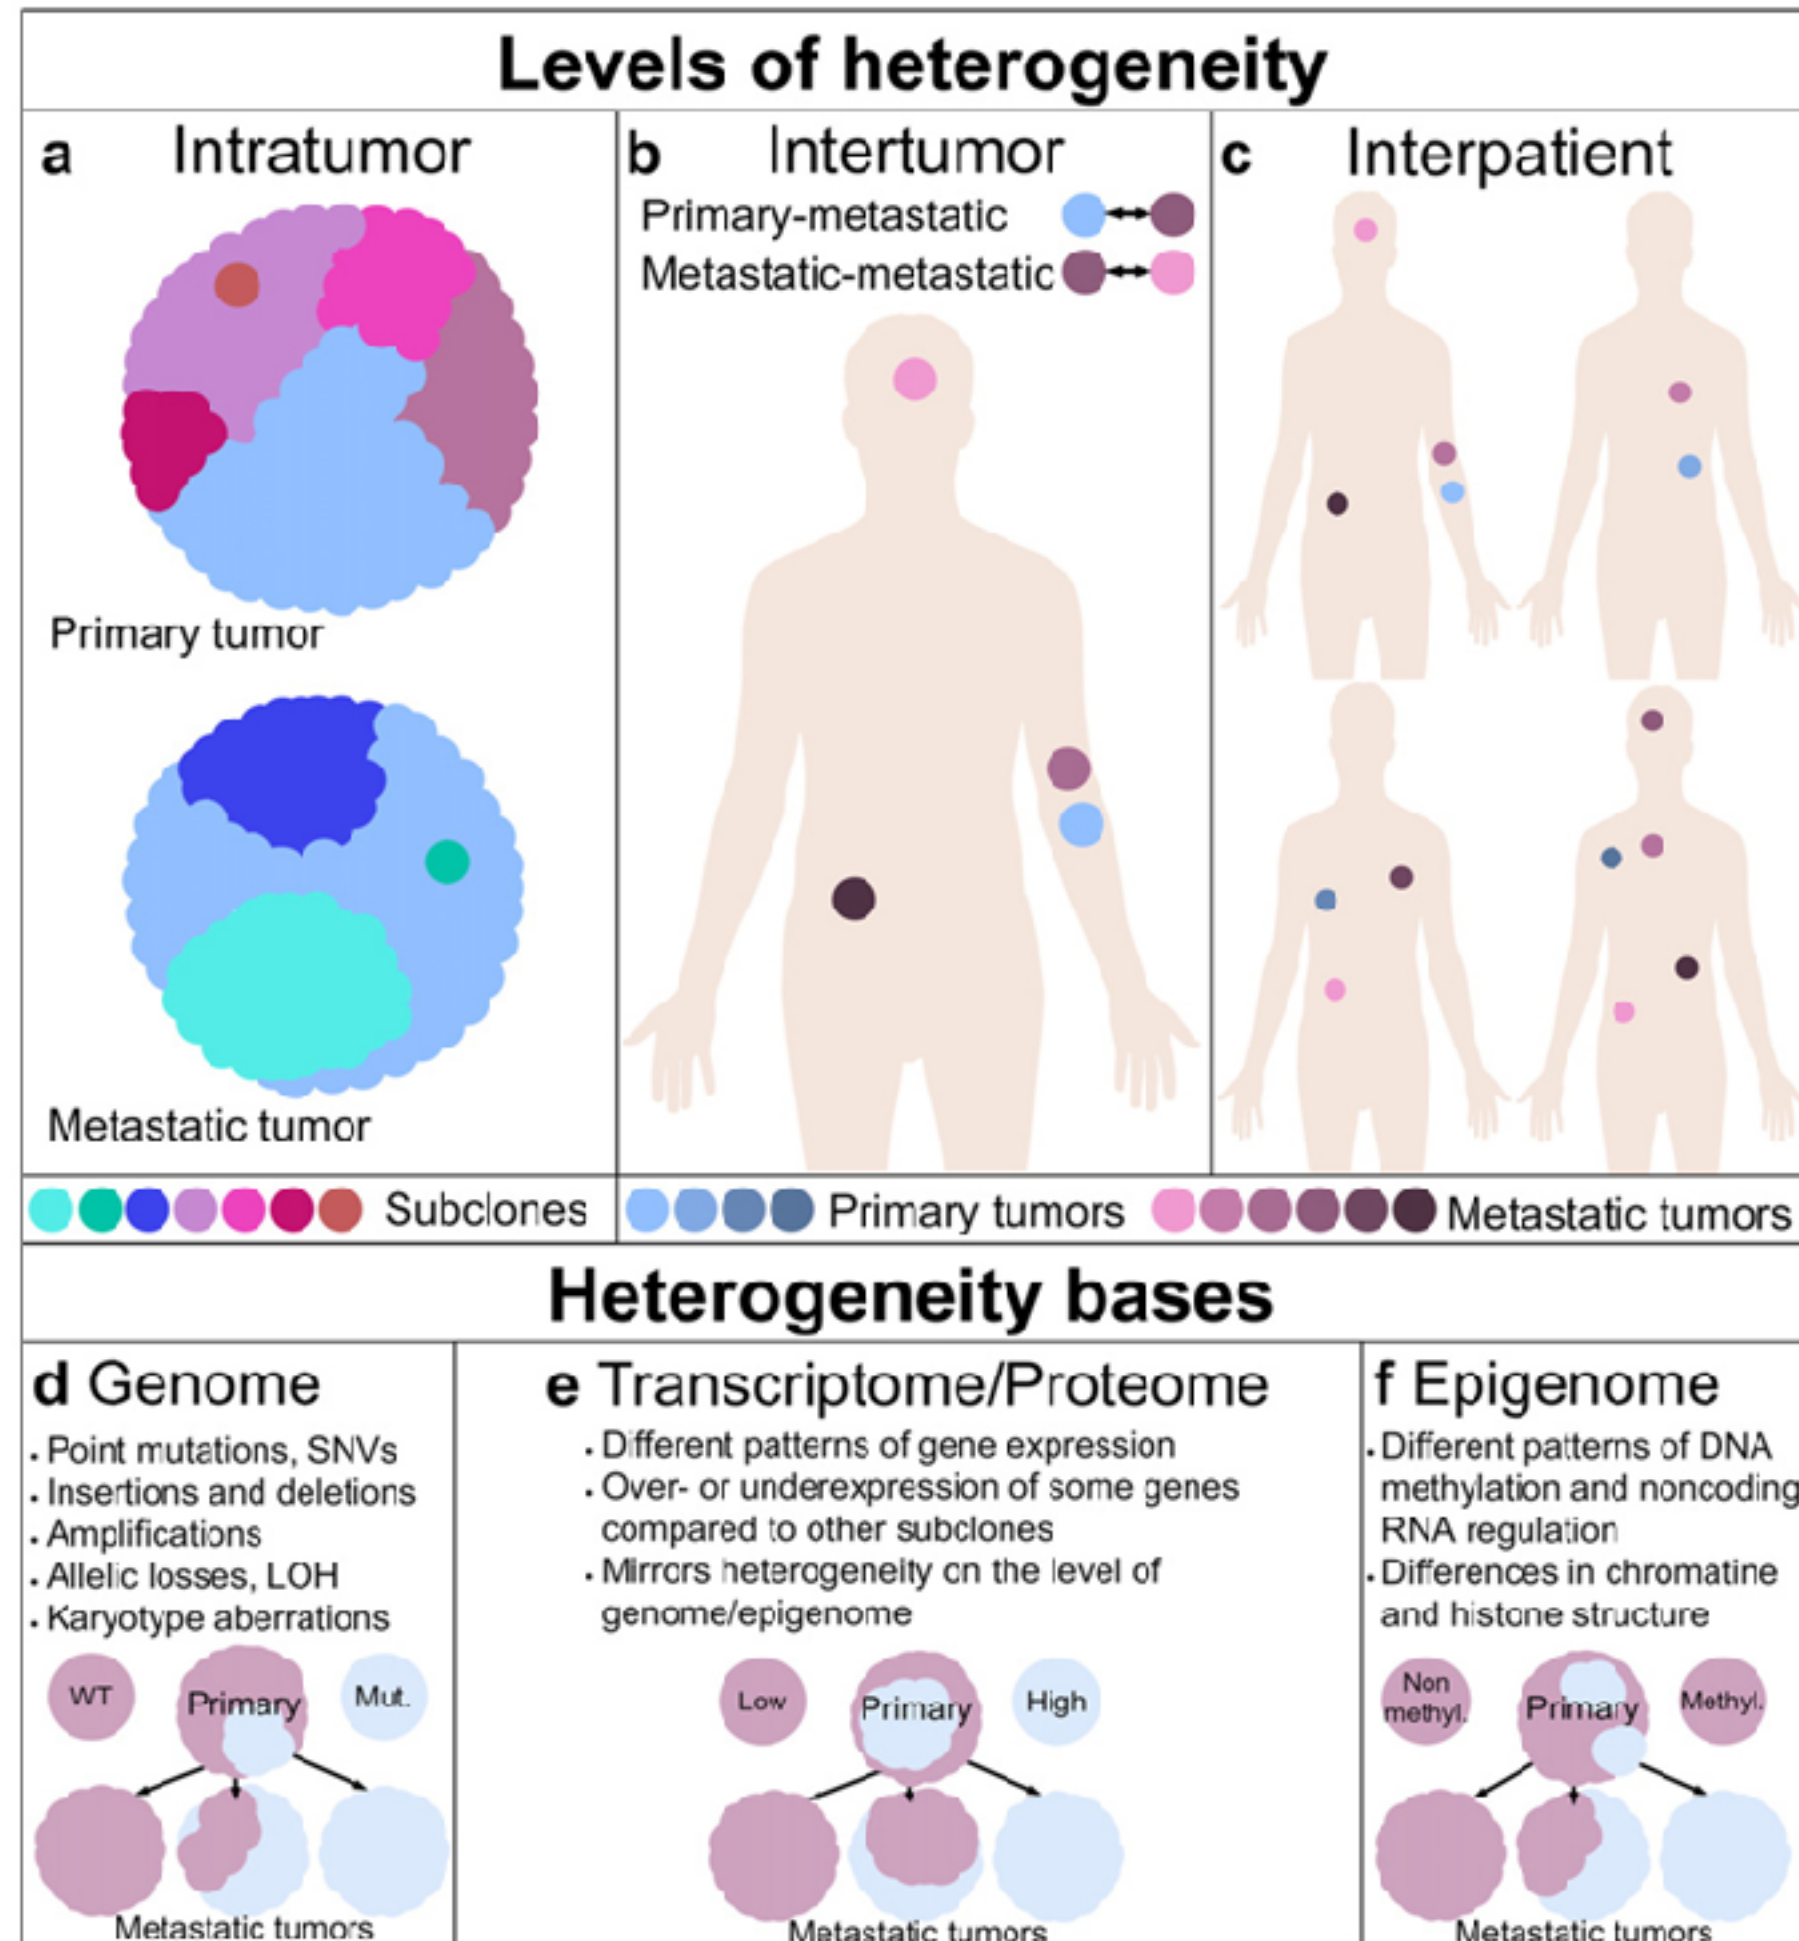 Levels of heterogeneity
a Intratumor
Primary tumor
Metastatic tumor
b Intertumor
Primary-metastatic
Metastatic-metastatic
c Interpatient
Subclones
Primary tumors
Metastatic tumors
Heterogeneity bases
d Genome
. Point mutations, SNVs
. Insertions and deletions
. Amplifications
. Allelic losses, LOH
. Karyotype aberrations
WT
Primary
Mut.
Metastatic tumors
e Transcriptome/Proteome
. Different patterns of gene expression
. Over- or underexpression of some genes
compared to other subclones
. Mirrors heterogeneity on the level of
genome/epigenome
Low
Primary
High
Metastatic tumors
f Epigenome
. Different patterns of DNA
methylation and noncoding
RNA regulation
. Differences in chromatine
and histone structure
Non
methyl.
Primary
Methyl.
Metastatic tumors